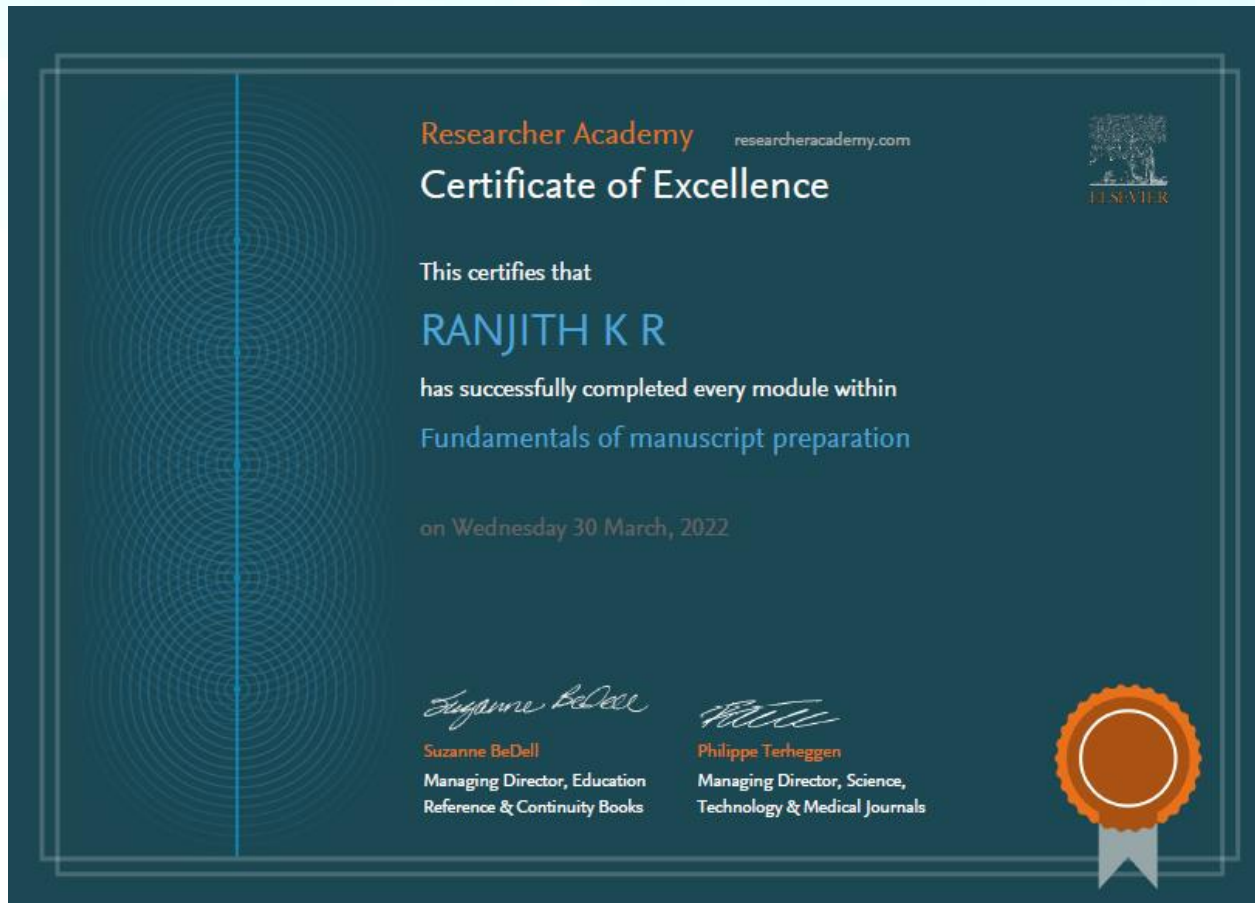 Researcher Academy researcheracademy.com
Certificate of Excellence
ELSEVIER
This certifies that
RANJITH K R
has successfully completed every module within
Fundamentals of manuscript preparation
on Wednesday 30 March, 2022
Suzanne BeDell
Suzanne BeDell
Managing Director, Education
Reference & Continuity Books
Philippe Terheggen
Managing Director, Science,
Technology & Medical Journals